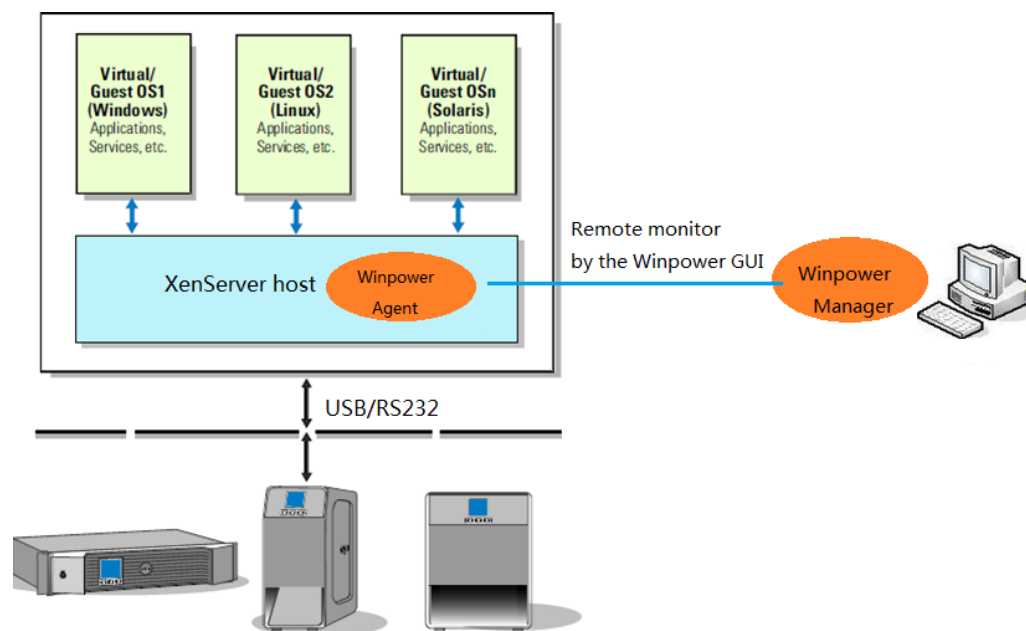 Virtual/
Guest OS1
(Windows)
Applications,
Services, etc.
Virtual/
Guest OS2
(Linux)
Applications,
Services, etc.
Virtual/
Guest OSn
(Solaris)
Applications,
Services, etc.
XenServer host
Winpower
Agent
Remote monitor
by the Winpower GUI
Winpower
Manager
USB/RS232